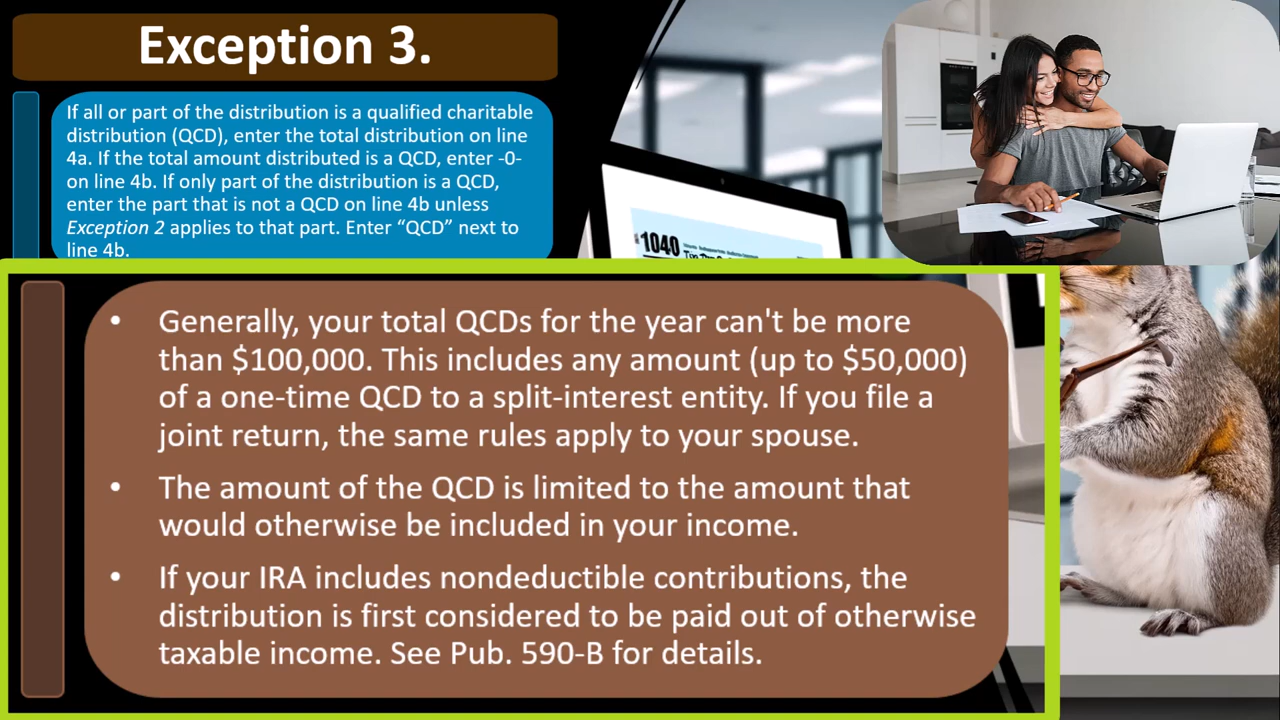 Exception 3.
If all or part of the distribution is a qualified charitable
distribution (QCD), enter the total distribution on line
4a. If the total amount distributed is a QCD, enter -0-
on line 4b. If only part of the distribution is a QCD,
enter the part that is not a QCD on line 4b unless
Exception 2 applies to that part. Enter “QCD” next to
line 4b.
1040
• Generally, your total QCDs for the year can't be more
than $100,000. This includes any amount (up to $50,000)
of a one-time QCD to a split-interest entity. If you file a
joint return, the same rules apply to your spouse.
• The amount of the QCD is limited to the amount that
would otherwise be included in your income.
• If your IRA includes nondeductible contributions, the
distribution is first considered to be paid out of otherwise
taxable income. See Pub. 590-B for details.